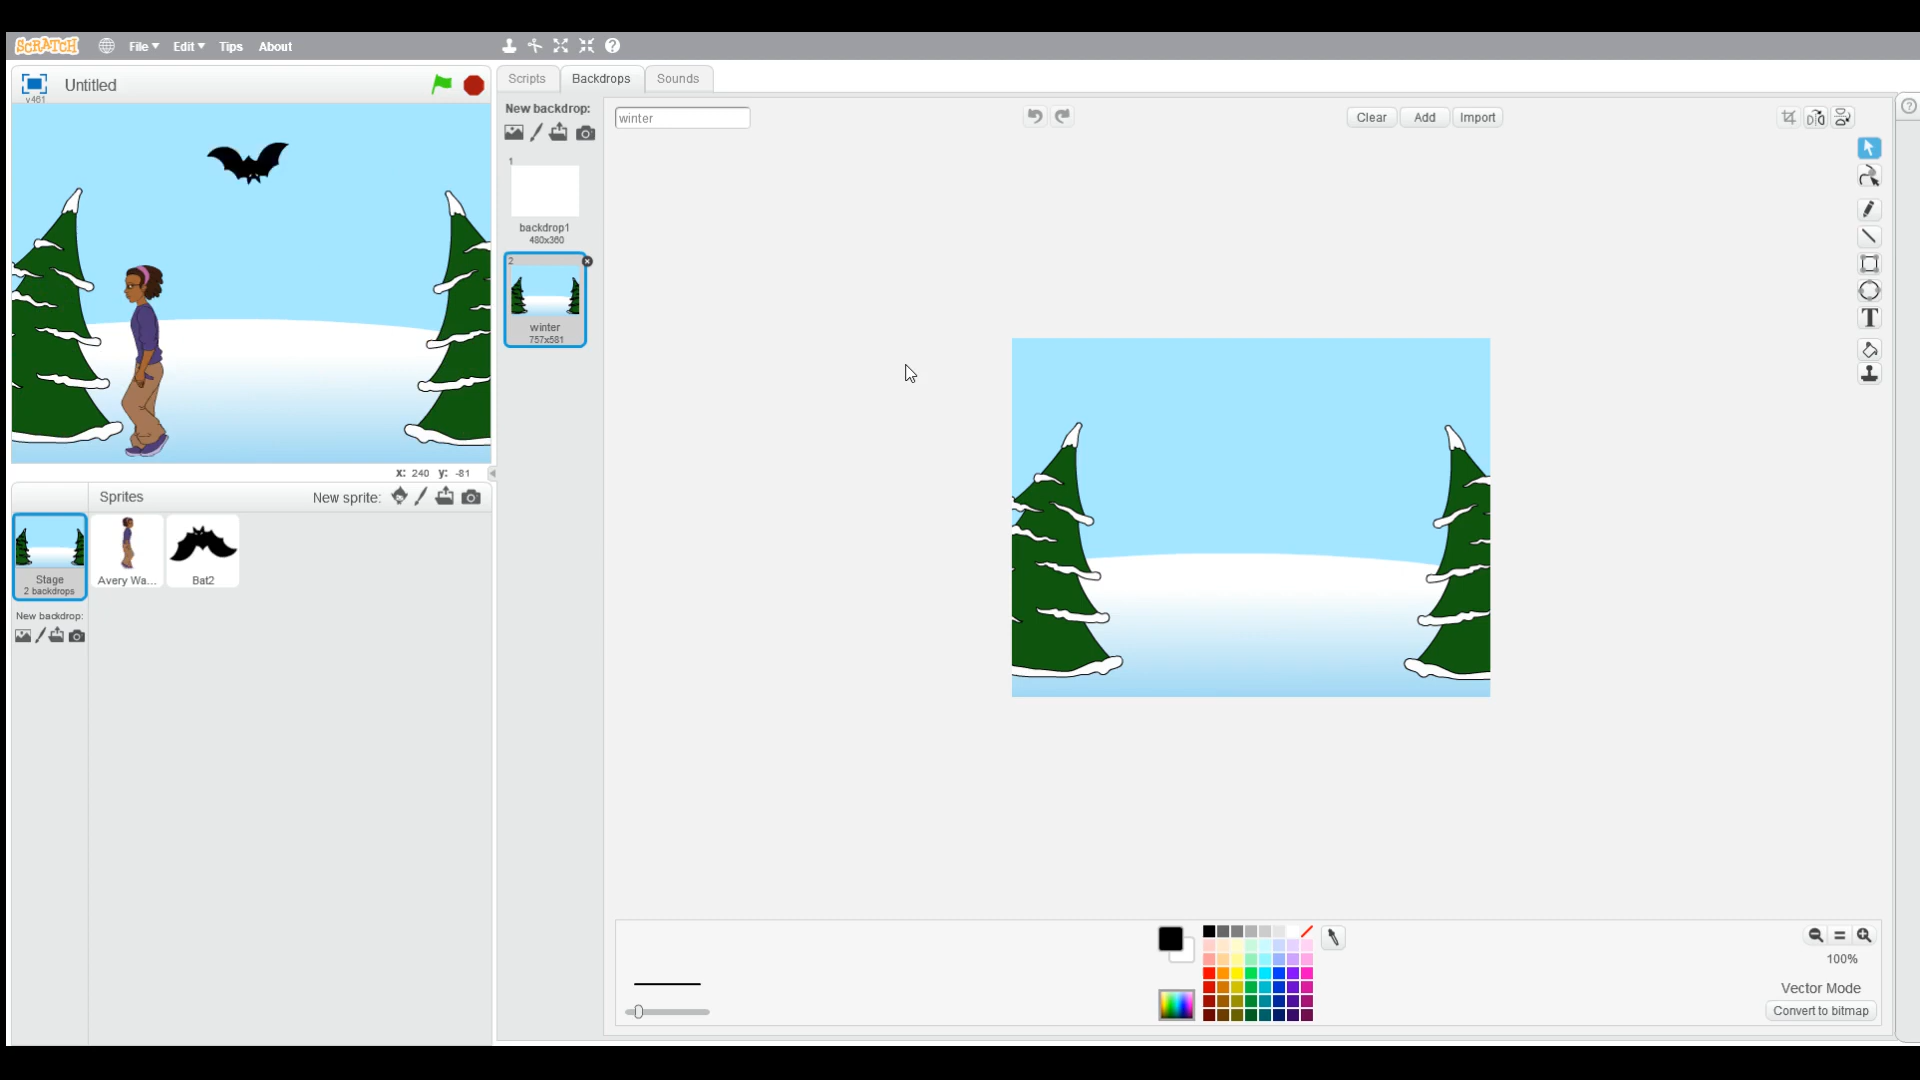 SCRATCH File Edit Tips About
Untitled
v461
Scripts Backdrops Sounds
New backdrop:
winter
Clear Add Import
1
backdrop1
480x360
2
winter
757x581
T
x: 240 y: -81
Sprites New sprite:
Stage
2 backdrops
Avery Wa...
Bat2
New backdrop:
100%
Vector Mode
Convert to bitmap